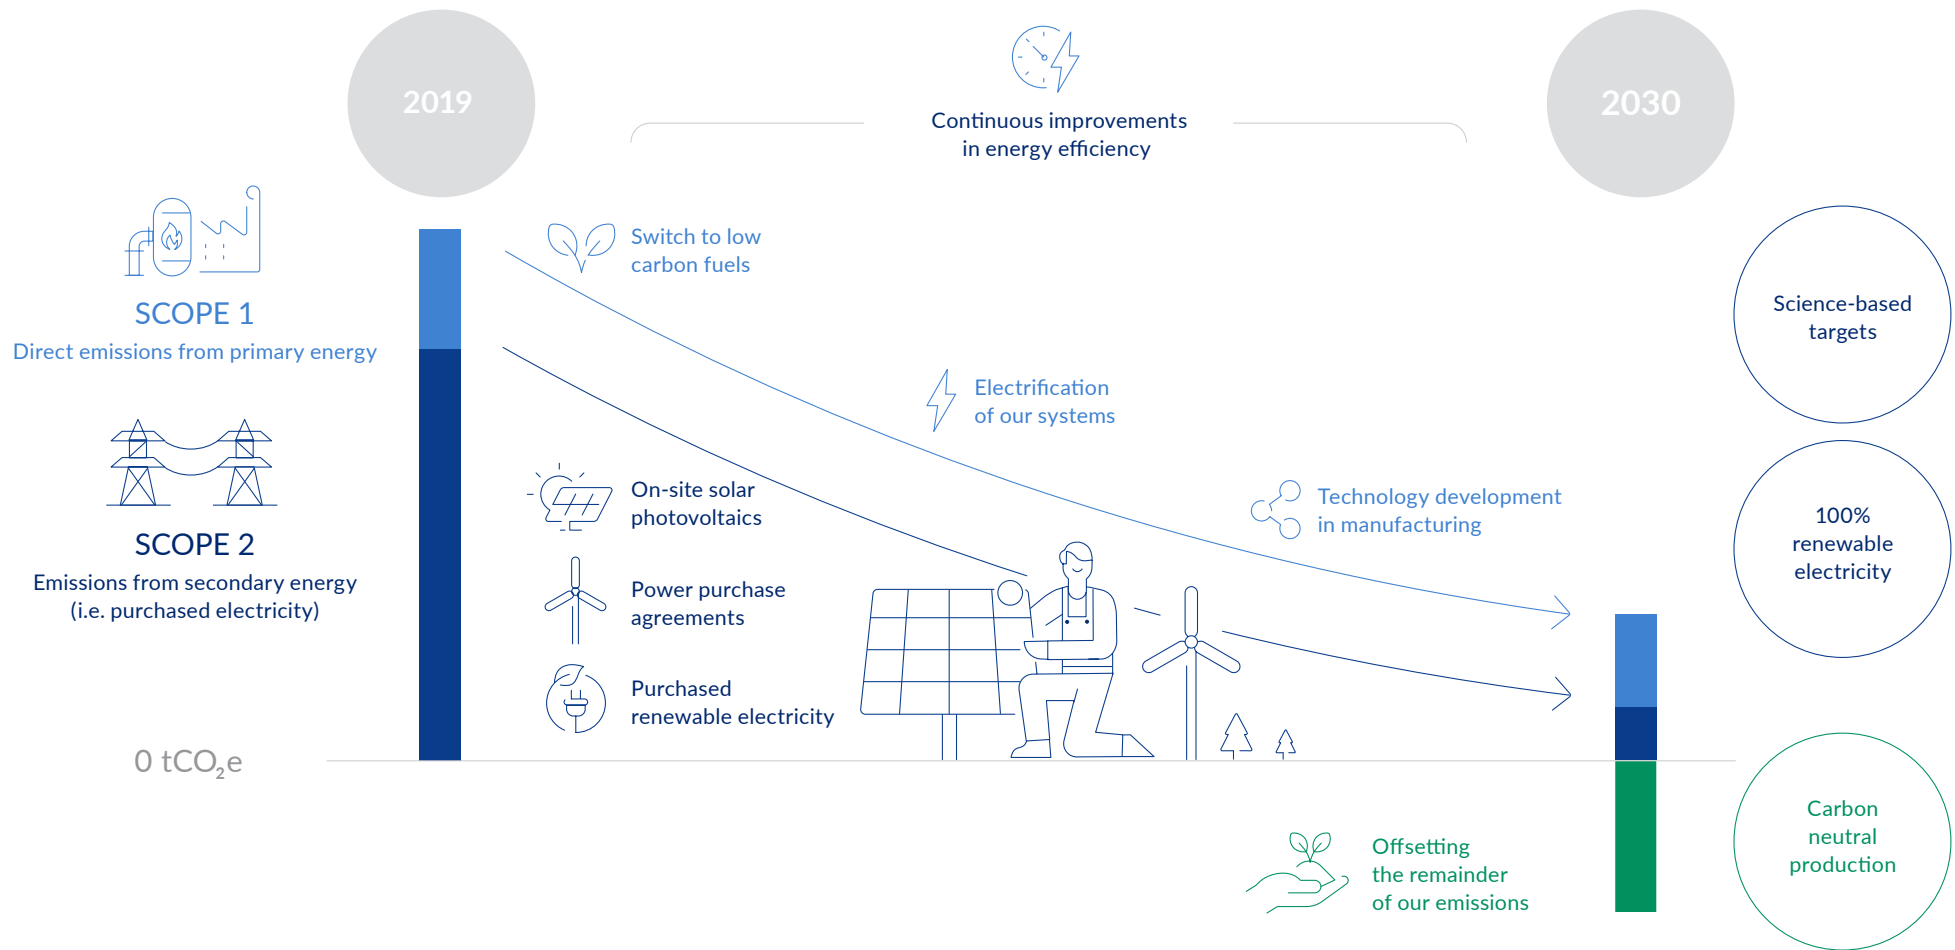 2019
2030
Continuous improvements
in energy efficiency
Switch to low
carbon fuels
SCOPE 1
Direct emissions from primary energy
Science-based
targets
Electrification
of our systems
On-site solar
photovoltaics
Technology development
in manufacturing
SCOPE 2
Emissions from secondary energy
(i.e. purchased electricity)
100%
renewable
electricity
Power purchase
agreements
Purchased
renewable electricity
0 tCO₂e
Offsetting
the remainder
of our emissions
Carbon
neutral
production